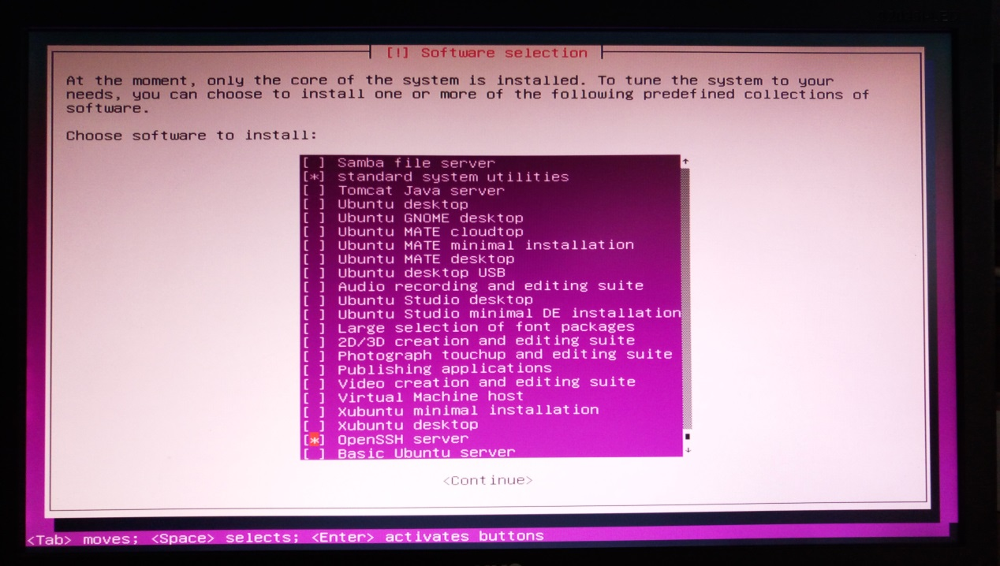 [!] Software selection
At the moment, only the core of the system is installed. To tune the system to your
needs, you can choose to install one or more of the following predefined collections of
software.
Choose software to install:
[ ] Samba file server
[*] standard system utilities
[ ] Tomcat Java server
[ ] Ubuntu desktop
[ ] Ubuntu GNOME desktop
[ ] Ubuntu MATE cloudtop
[ ] Ubuntu MATE minimal installation
[ ] Ubuntu MATE desktop
[ ] Ubuntu desktop USB
[ ] Audio recording and editing suite
[ ] Ubuntu Studio desktop
[ ] Ubuntu Studio minimal DE installation
[ ] Large selection of font packages
[ ] 2D/3D creation and editing suite
[ ] Photograph touchup and editing suite
[ ] Publishing applications
[ ] Video creation and editing suite
[ ] Virtual Machine host
[ ] Xubuntu minimal installation
[ ] Xubuntu desktop
[*] OpenSSH server
[ ] Basic Ubuntu server
<Continue>
<Tab> moves; <Space> selects; <Enter> activates buttons